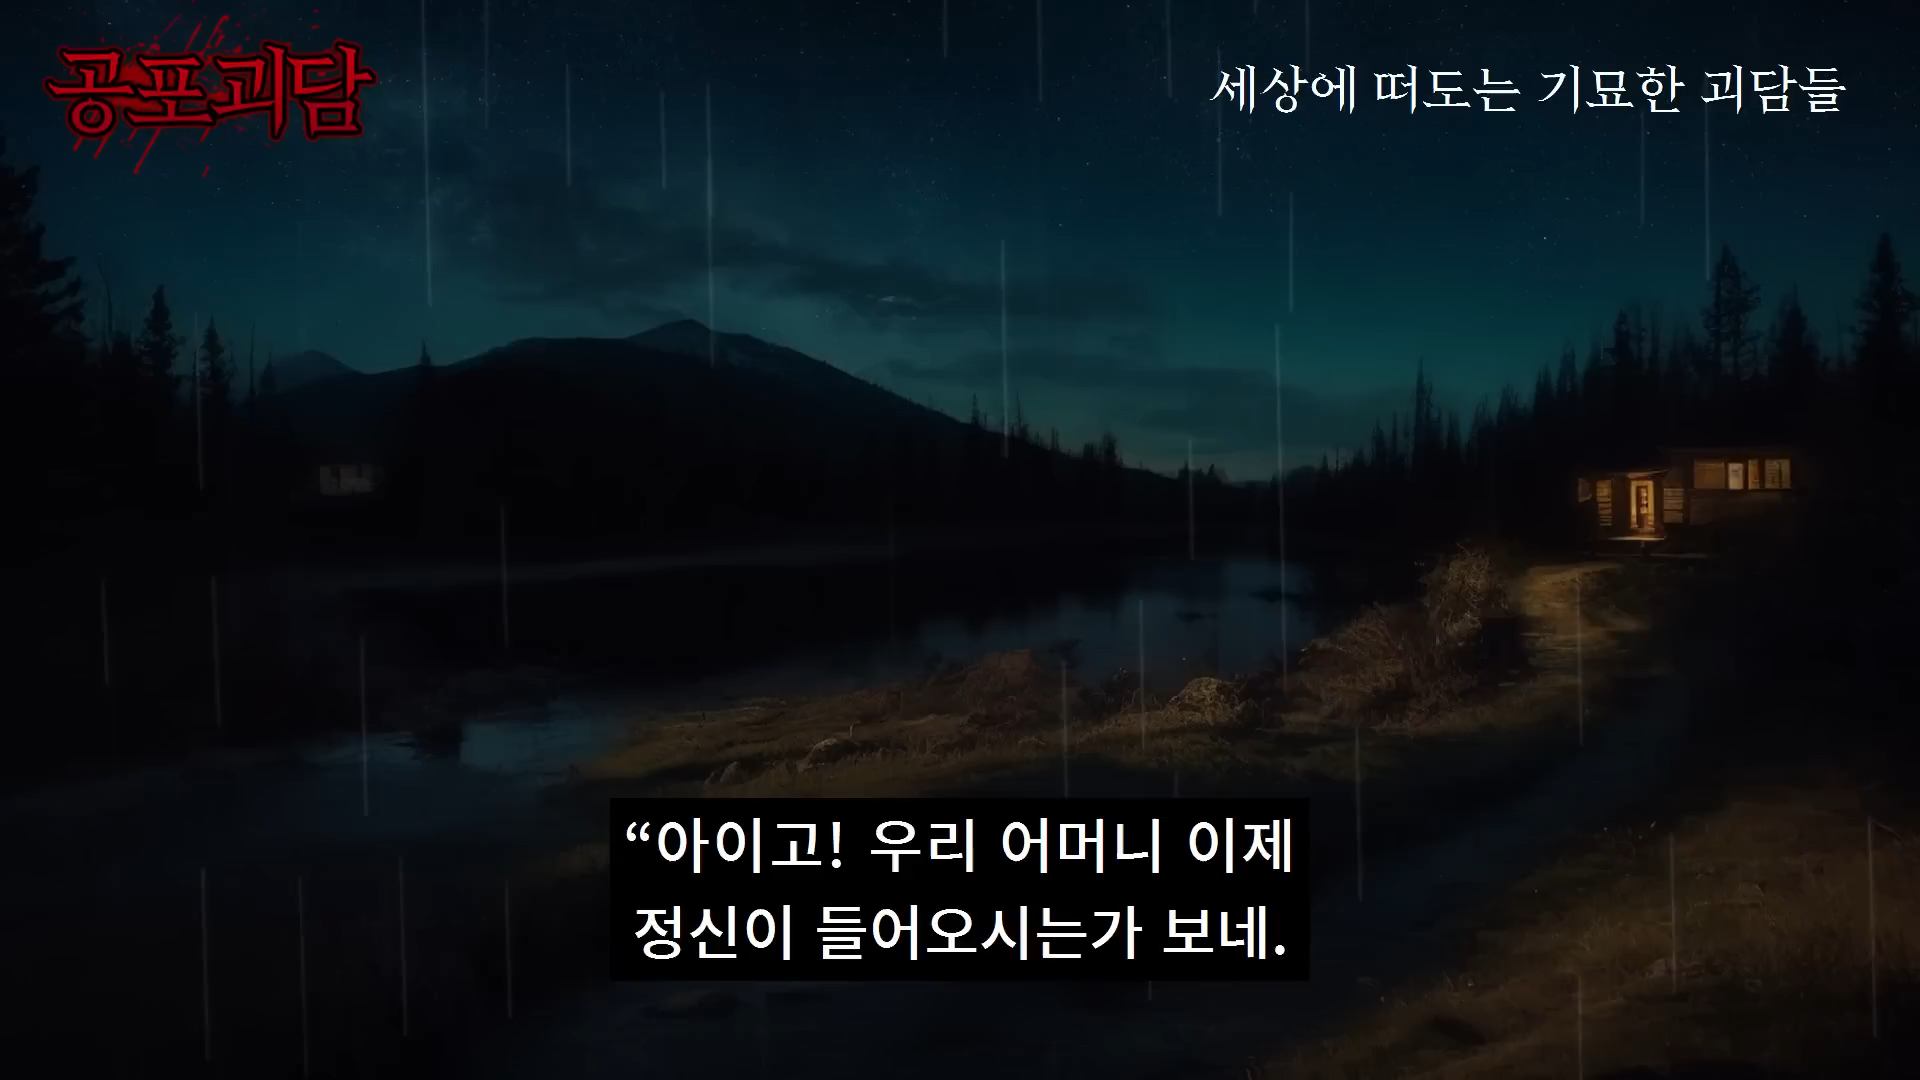 공포괴담
세상에 떠도는 기묘한 괴담들
“아이고! 우리 어머니 이제
정신이 들어오시는가 보네.